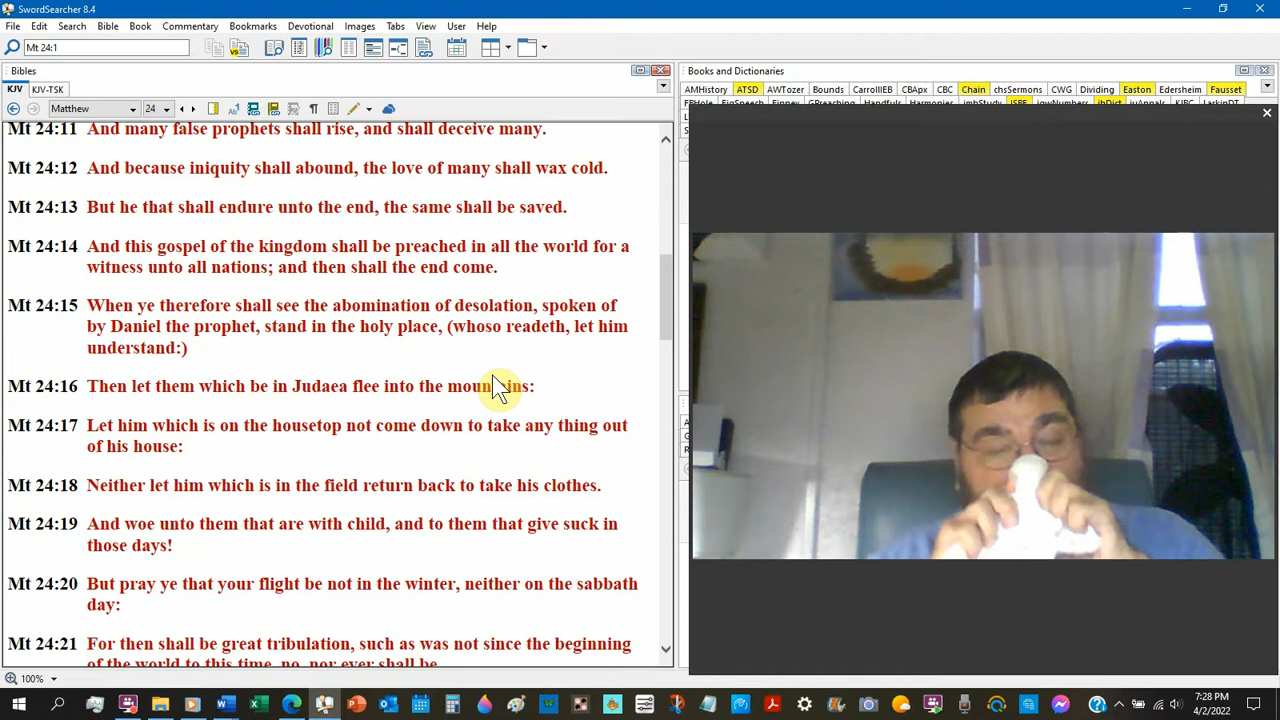 SwordSearcher 8.4
File Edit Search Bible Book Commentary Bookmarks Devotional Images Tabs View User Help
Mt 24:1
Bibles
KJV KJV-TSK
Matthew 24
Mt 24:11 And many false prophets shall rise, and shall deceive many.
Mt 24:12 And because iniquity shall abound, the love of many shall wax cold.
Mt 24:13 But he that shall endure unto the end, the same shall be saved.
Mt 24:14 And this gospel of the kingdom shall be preached in all the world for a
witness unto all nations; and then shall the end come.
Mt 24:15 When ye therefore shall see the abomination of desolation, spoken of
by Daniel the prophet, stand in the holy place, (whoso readeth, let him
understand:)
Mt 24:16 Then let them which be in Judaea flee into the mountains:
Mt 24:17 Let him which is on the housetop not come down to take any thing out
of his house:
Mt 24:18 Neither let him which is in the field return back to take his clothes.
Mt 24:19 And woe unto them that are with child, and to them that give suck in
those days!
Mt 24:20 But pray ye that your flight be not in the winter, neither on the sabbath
day:
Mt 24:21 For then shall be great tribulation, such as was not since the beginning
of the world to this time, no, nor ever shall be.
100%
Books and Dictionaries
AMHistory ATSD AWTozer Bounds CarrollIEB CBApx CBC Chain chsSermons CWG Dividing Easton Edersheim Fausset
7:28 PM
4/2/2022